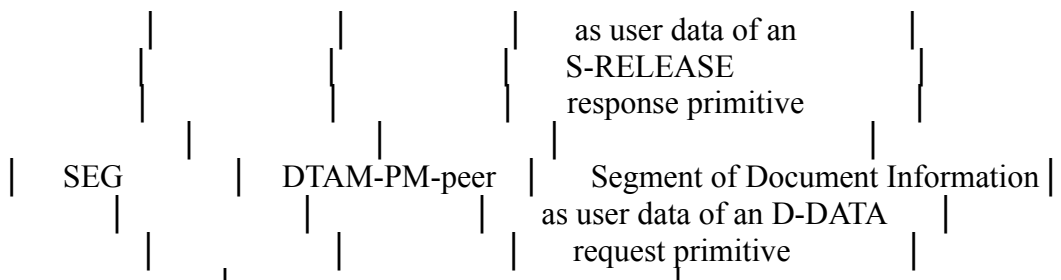 | | | as user data of an |
| | | S-RELEASE |
| | | response primitive |
| | | |
| SEG | DTAM-PM-peer | Segment of Document Information |
| | | as user data of an D-DATA |
| | | request primitive |